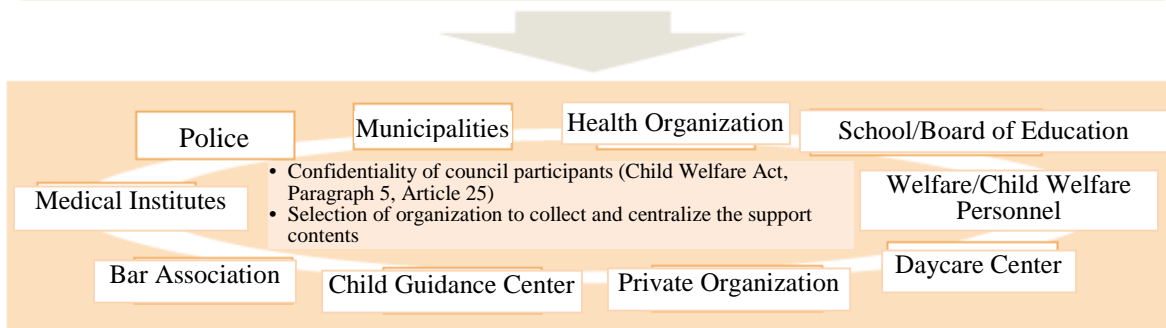 Police
Municipalities
Health Organization
School/Board of Education
Medical Institutes
• Confidentiality of council participants (Child Welfare Act,
Paragraph 5, Article 25)
• Selection of organization to collect and centralize the support
contents
Welfare/Child Welfare
Personnel
Bar Association
Child Guidance Center
Private Organization
Daycare Center